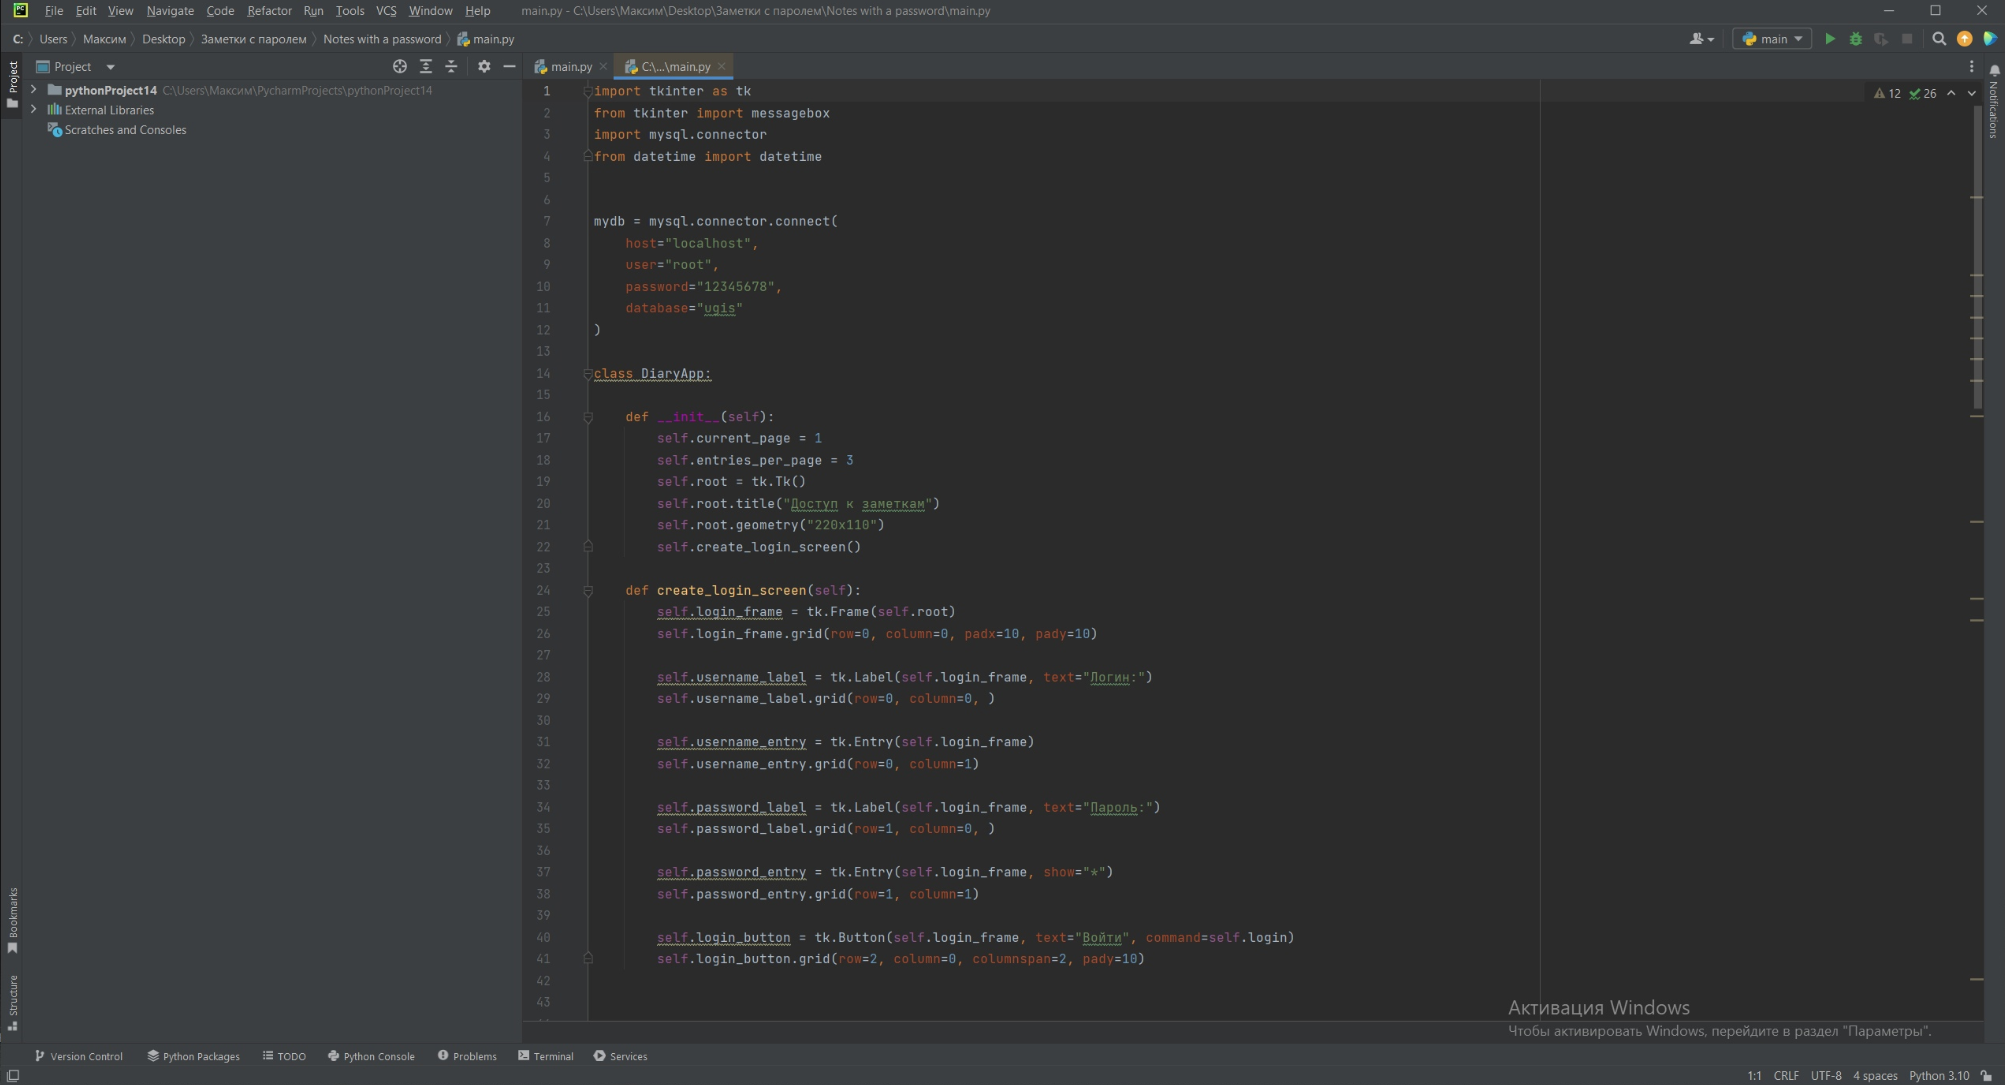 PC File Edit View Navigate Code Refactor Run Tools VCS Window Help main.py - C:\Users\Максим\Desktop\Заметки с паролем\Notes with a password\main.py
C: Users Максим Desktop Заметки с паролем Notes with a password main.py main
Project main.py C:\...\main.py
Project
pythonProject14 C:\Users\Максим\PycharmProjects\pythonProject14
External Libraries
Scratches and Consoles
12 26
Notifications
1 import tkinter as tk
2 from tkinter import messagebox
3 import mysql.connector
4 from datetime import datetime
5
6
7 mydb = mysql.connector.connect(
8     host="localhost",
9     user="root",
10     password="12345678",
11     database="ugis"
12 )
13
14 class DiaryApp:
15
16     def __init__(self):
17         self.current_page = 1
18         self.entries_per_page = 3
19         self.root = tk.Tk()
20         self.root.title("Доступ к заметкам")
21         self.root.geometry("220x110")
22         self.create_login_screen()
23
24     def create_login_screen(self):
25         self.login_frame = tk.Frame(self.root)
26         self.login_frame.grid(row=0, column=0, padx=10, pady=10)
27
28         self.username_label = tk.Label(self.login_frame, text="Логин:")
29         self.username_label.grid(row=0, column=0, )
30
31         self.username_entry = tk.Entry(self.login_frame)
32         self.username_entry.grid(row=0, column=1)
33
34         self.password_label = tk.Label(self.login_frame, text="Пароль:")
35         self.password_label.grid(row=1, column=0, )
36
37         self.password_entry = tk.Entry(self.login_frame, show="*")
38         self.password_entry.grid(row=1, column=1)
39
40         self.login_button = tk.Button(self.login_frame, text="Войти", command=self.login)
41         self.login_button.grid(row=2, column=0, columnspan=2, pady=10)
42
43
Bookmarks
Structure
Активация Windows
Чтобы активировать Windows, перейдите в раздел "Параметры".
Version Control Python Packages TODO Python Console Problems Terminal Services
1:1 CRLF UTF-8 4 spaces Python 3.10